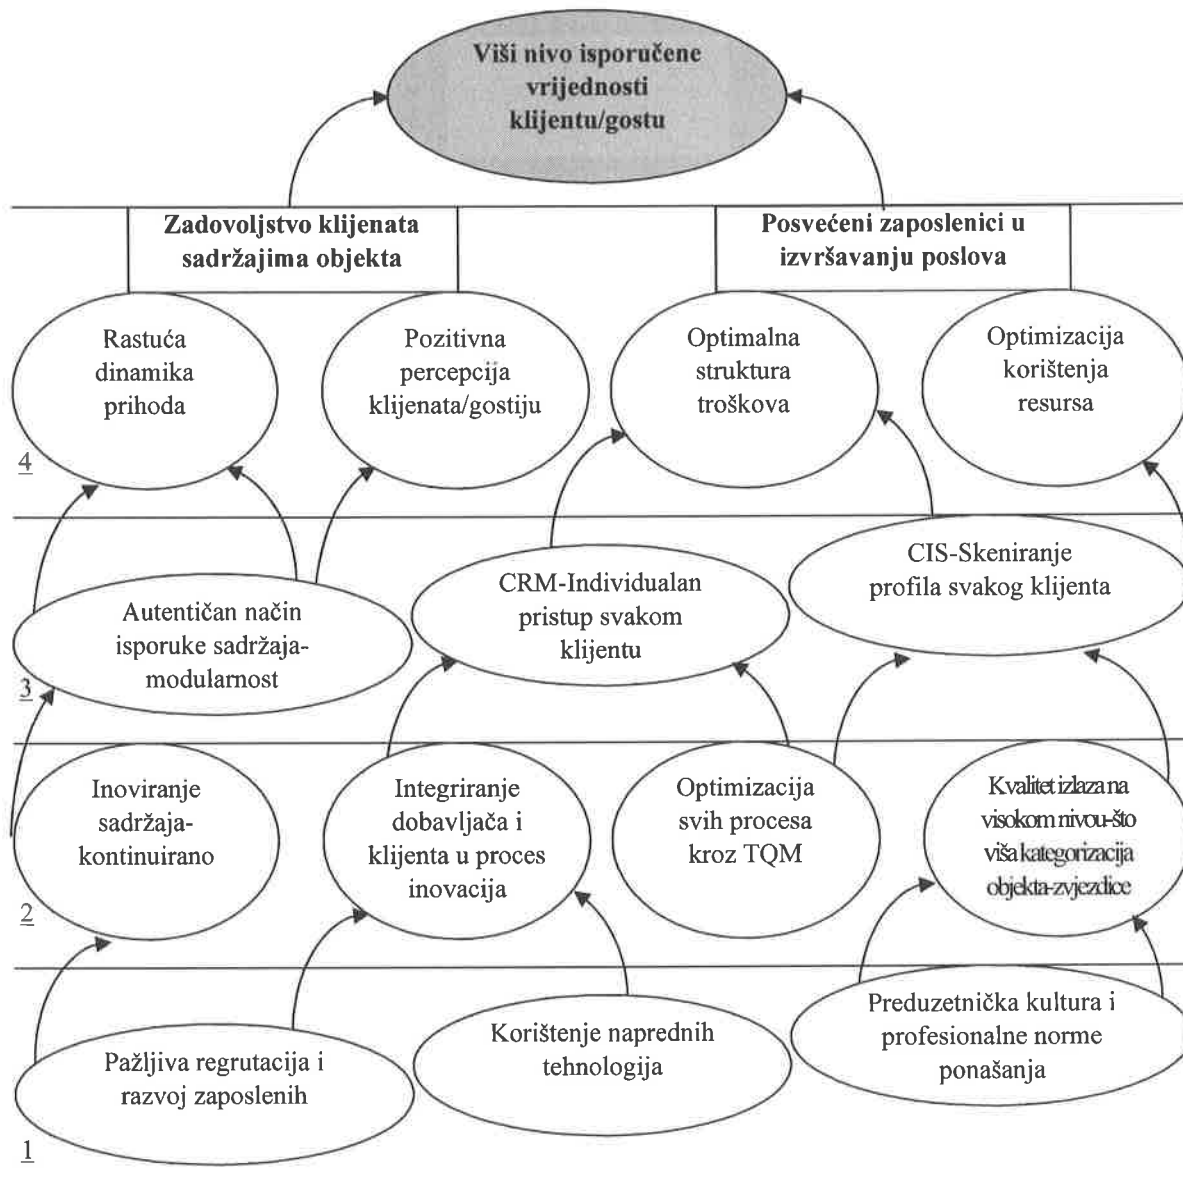 Viši nivo isporučene
vrijednosti
klijentu/gostu
Zadovoljstvo klijenata
sadržajima objekta
Posvećeni zaposlenici u
izvršavanju poslova
Rastuća
dinamika
prihoda
Pozitivna
percepcija
klijenata/gostiju
Optimalna
struktura
troškova
Optimizacija
korištenja
resursa
4
Autentičan način
isporuke sadržaja-
modularnost
CRM-Individualan
pristup svakom
klijentu
CIS-Skeniranje
profila svakog klijenta
3
Inoviranje
sadržaja-
kontinuirano
Integriranje
dobavljača i
klijenta u proces
inovacija
Optimizacija
svih procesa
kroz TQM
Kvalitet izlaza na
visokom nivou-što
viša kategorizacija
objekta-zvjezdice
2
Pažljiva regrutacija i
razvoj zaposlenih
Korištenje naprednih
tehnologija
Preduzetnička kultura i
profesionalne norme
ponašanja
1